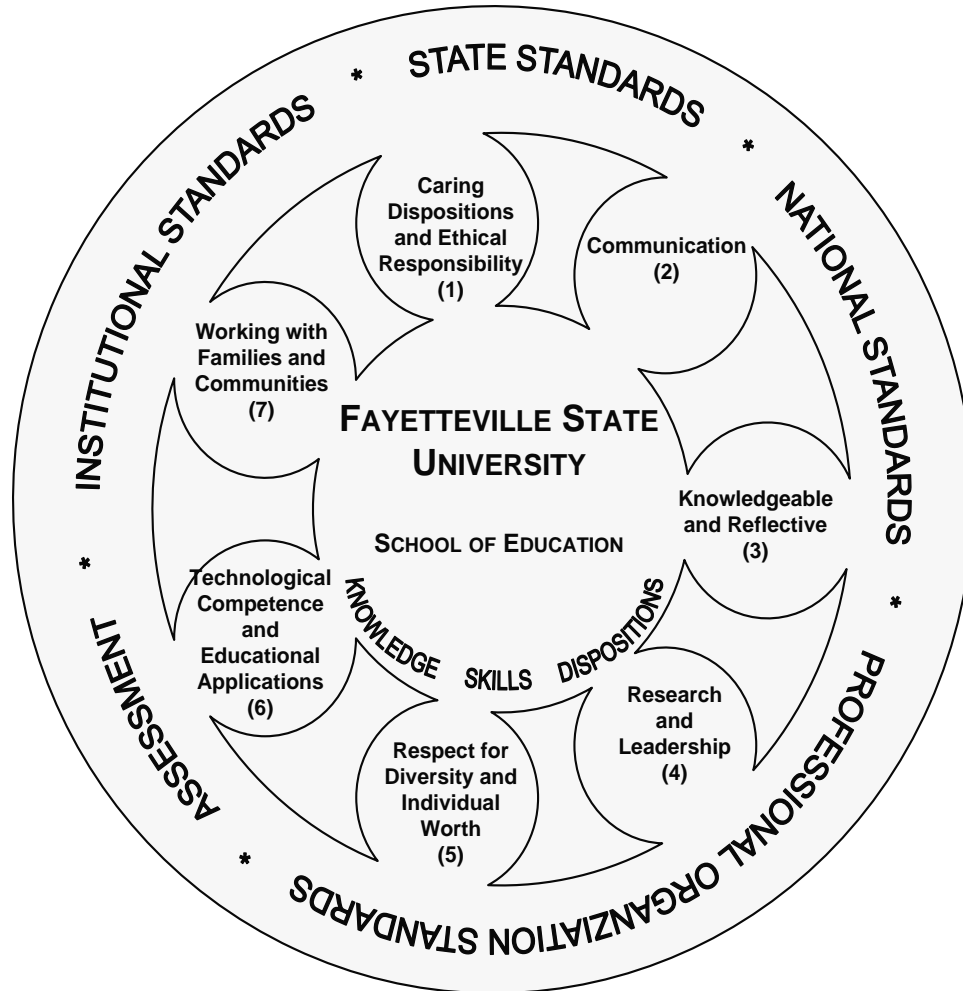 STATE STANDARDS * NATIONAL STANDARDS * PROFESSIONAL ORGANZIATION STANDARDS * ASSESSMENT * INSTITUTIONAL STANDARDS *
Caring
Dispositions
and Ethical
Responsibility
(1)
Communication
(2)
Knowledgeable
and Reflective
(3)
Research
and
Leadership
(4)
Respect for
Diversity and
Individual
Worth
(5)
Technological
Competence
and
Educational
Applications
(6)
Working with
Families and
Communities
(7)
FAYETTEVILLE STATE
UNIVERSITY
SCHOOL OF EDUCATION
KNOWLEDGE SKILLS DISPOSITIONS